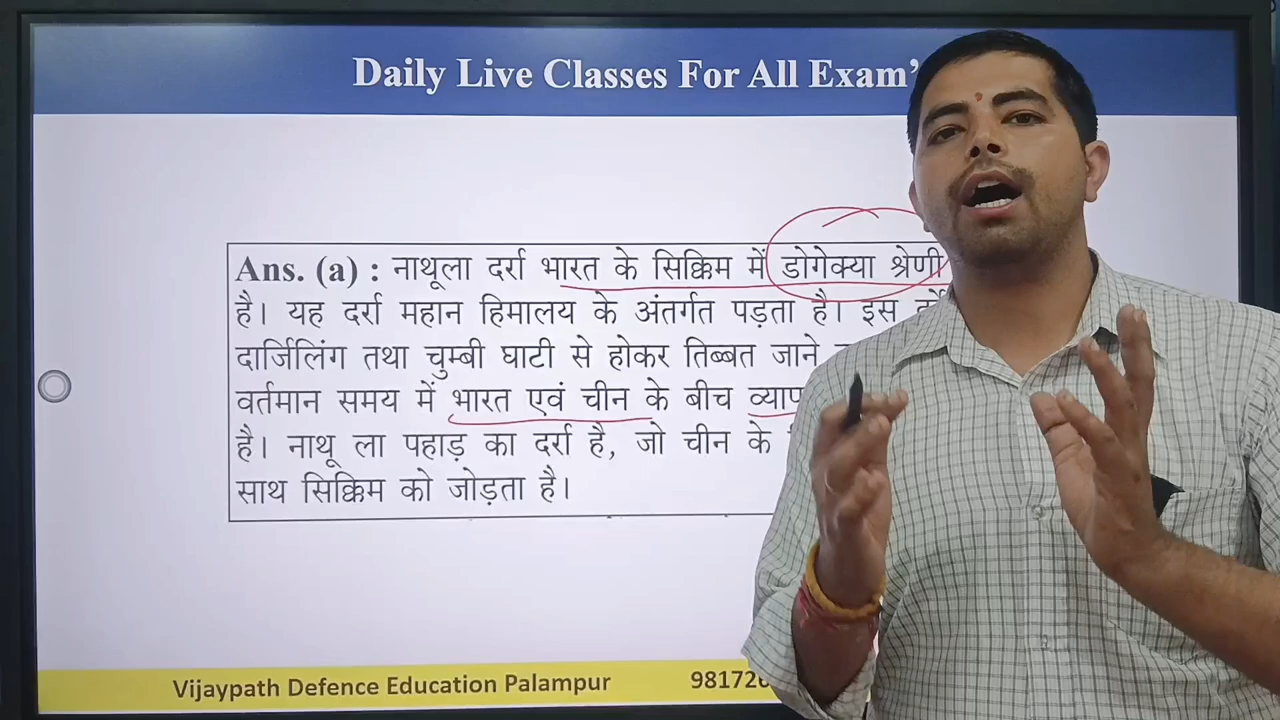 Daily Live Classes For All Exam’
Ans. (a) : नाथूला दर्रा भारत के सिक्किम में डोगेक्या श्रेणी
है। यह दर्रा महान हिमालय के अंतर्गत पड़ता है। इस
दार्जिलिंग तथा चुम्बी घाटी से होकर तिब्बत जाने
वर्तमान समय में भारत एवं चीन के बीच
है। नाथू ला पहाड़ का दर्रा है, जो चीन के
साथ सिक्किम को जोड़ता है।
Vijaypath Defence Education Palampur